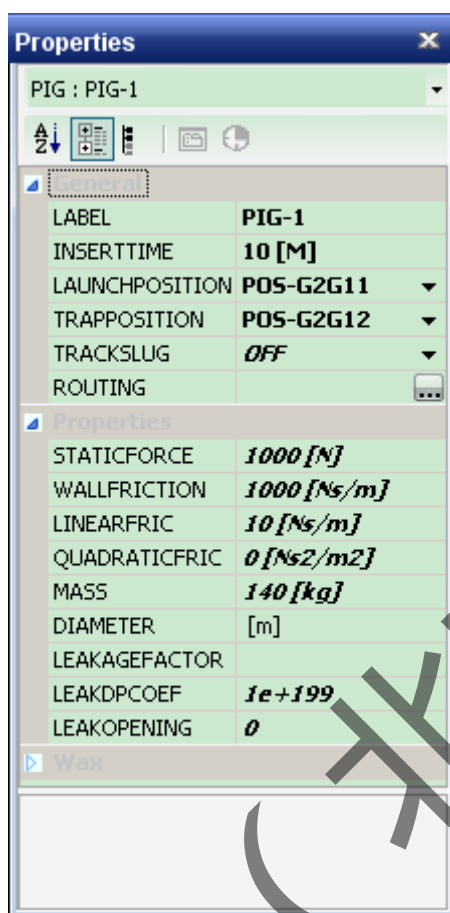 Properties
PIG : PIG-1
General
LABEL PIG-1
INSERTTIME 10 [M]
LAUNCHPOSITION POS-G2G11
TRAPPOSITION POS-G2G12
TRACKSLUG OFF
ROUTING ...
Properties
STATICFORCE 1000 [N]
WALLFRICTION 1000 [Ns/m]
LINEARFRIC 10 [Ns/m]
QUADRATICFRIC 0 [Ns2/m2]
MASS 140 [kg]
DIAMETER [m]
LEAKAGEFACTOR
LEAKDPCOEF 1e+199
LEAKOPENING 0
Wax